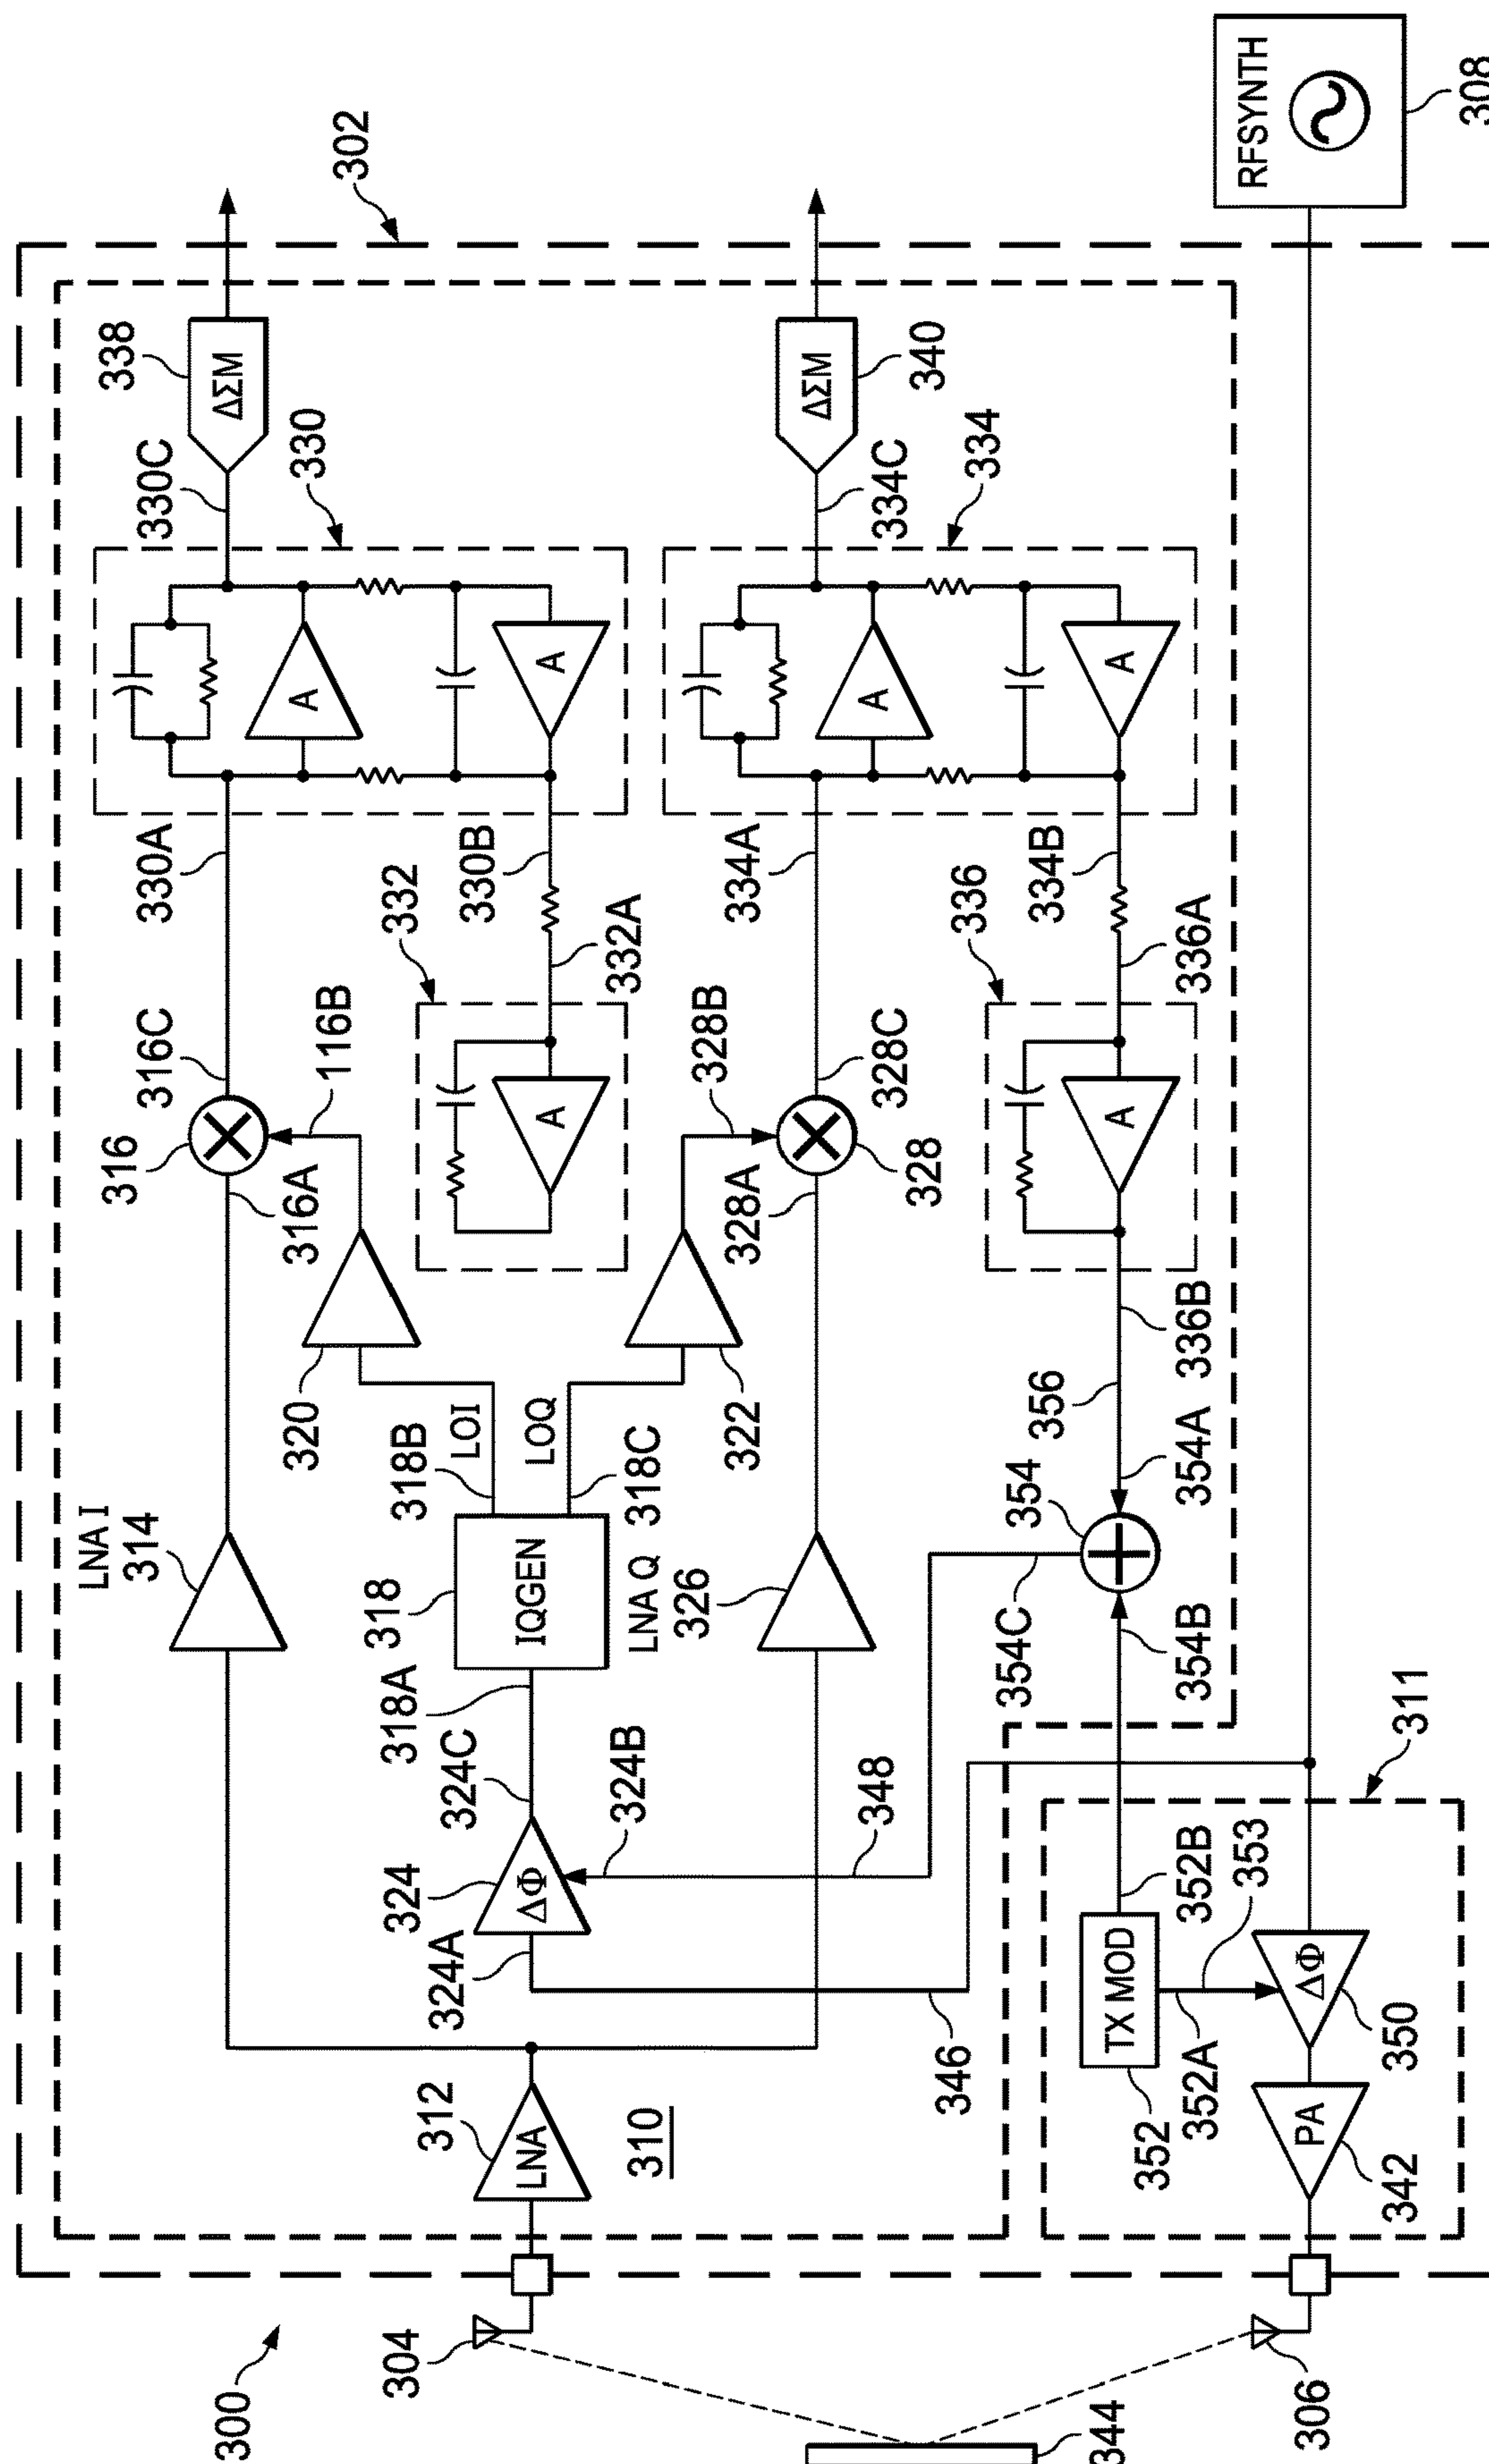 300
302
RFSYNTH
308
304
306
344
310
311
LNA
312
LNA I
314
316
316A
116B
316C
IQGEN
318
318A
318B
LOI
LOQ
318C
320
322
ΔΦ
324
324A
324B
324C
LNA Q
326
328
328A
328B
328C
330
330A
330B
330C
A
A
332
332A
A
334
334A
334B
334C
A
A
336
336A
336B
A
ΔΣM
338
ΔΣM
340
PA
342
346
348
ΔΦ
350
TX MOD
352
352A
352B
353
354
354A
354B
354C
356